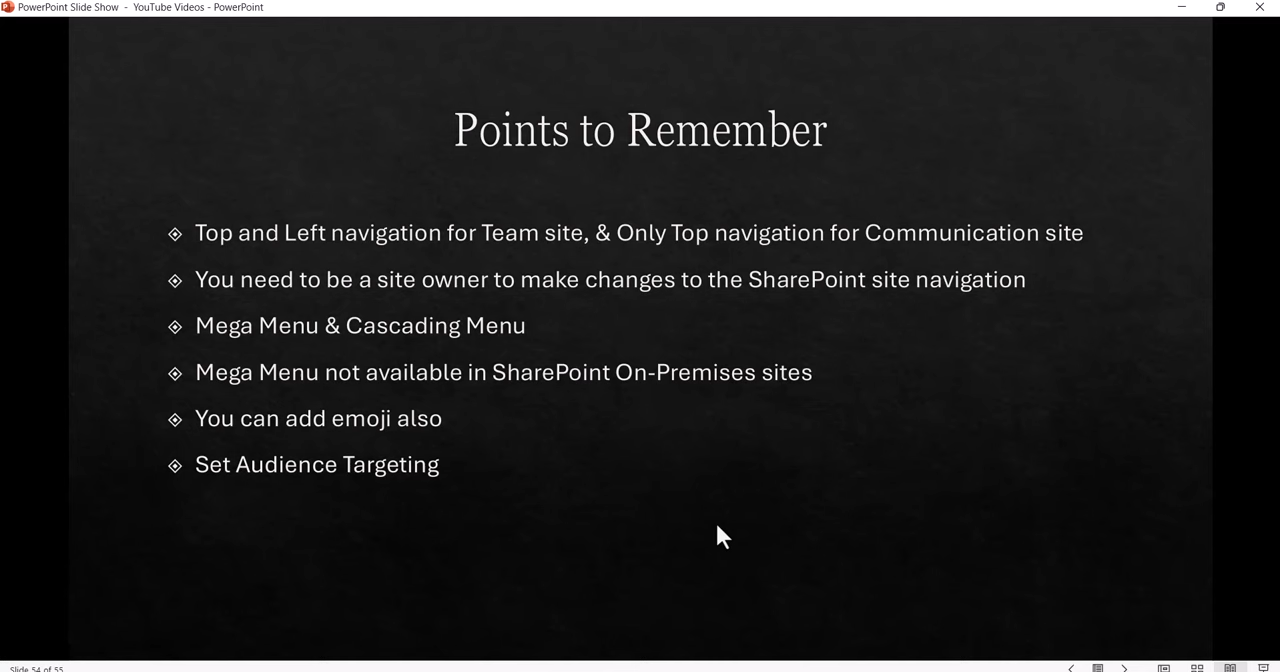 PowerPoint Slide Show - YouTube Videos - PowerPoint
Points to Remember
Top and Left navigation for Team site, & Only Top navigation for Communication site
You need to be a site owner to make changes to the SharePoint site navigation
Mega Menu & Cascading Menu
Mega Menu not available in SharePoint On-Premises sites
You can add emoji also
Set Audience Targeting
Slide 54 of 55